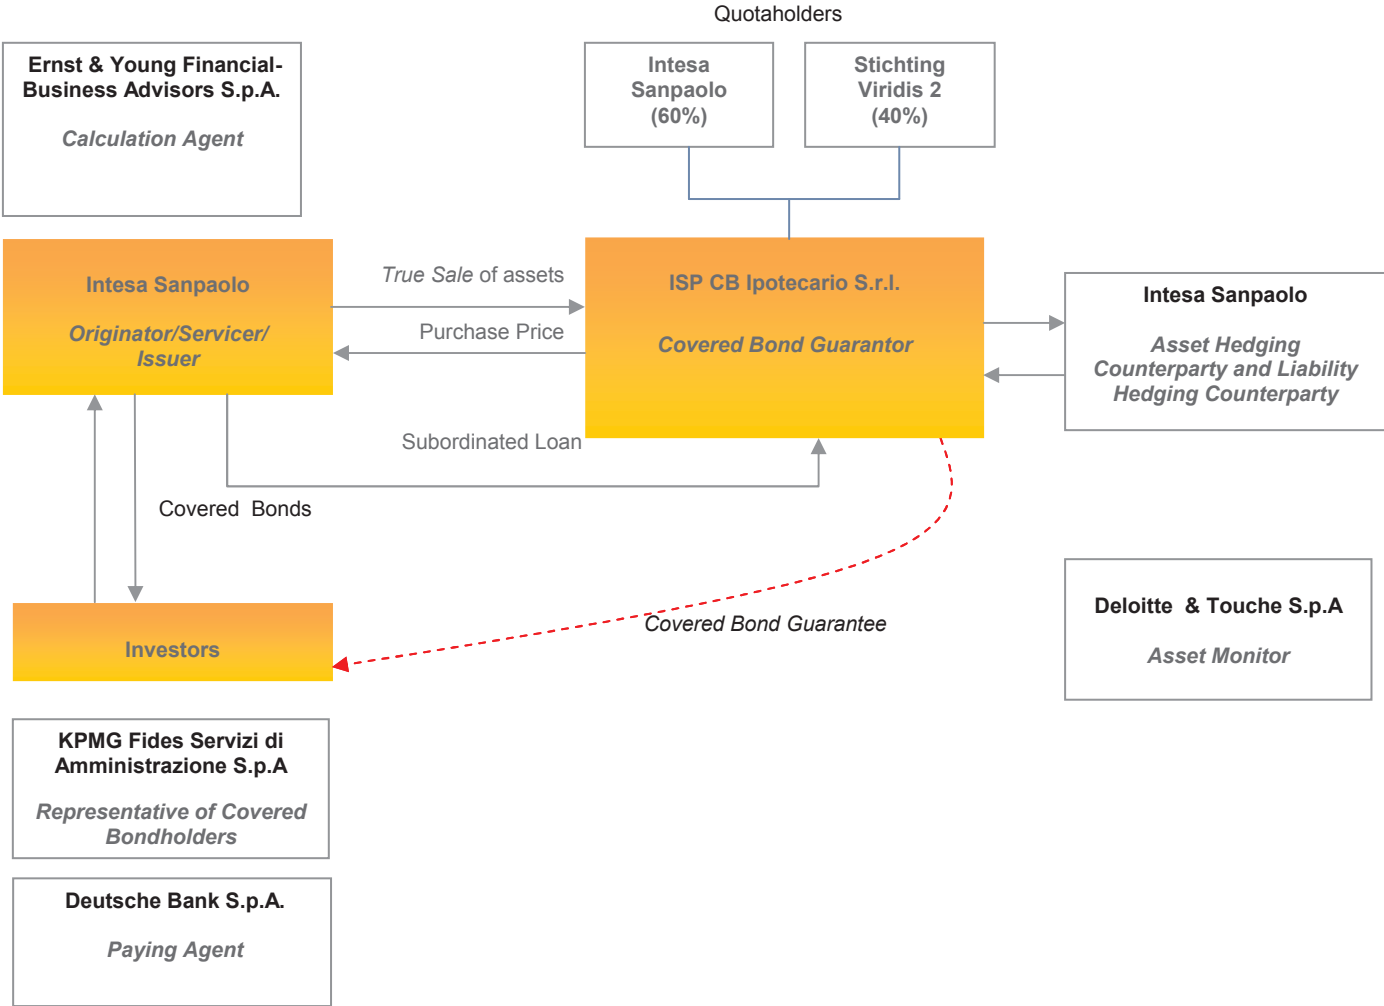 Quotaholders
Ernst & Young Financial-
Business Advisors S.p.A.
Calculation Agent
Intesa
Sanpaolo
(60%)
Stichting
Viridis 2
(40%)
Intesa Sanpaolo
Originator/Servicer/
Issuer
True Sale of assets
Purchase Price
ISP CB Ipotecario S.r.l.
Covered Bond Guarantor
Intesa Sanpaolo
Asset Hedging
Counterparty and Liability
Hedging Counterparty
Subordinated Loan
Covered  Bonds
Investors
Covered Bond Guarantee
Deloitte  & Touche S.p.A
Asset Monitor
KPMG Fides Servizi di
Amministrazione S.p.A
Representative of Covered
Bondholders
Deutsche Bank S.p.A.
Paying Agent